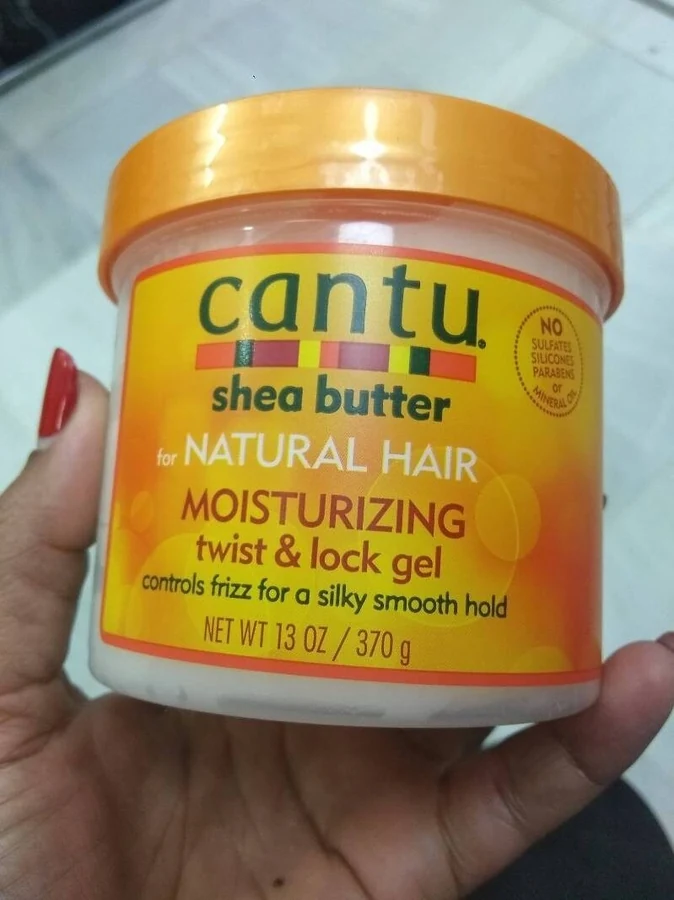 cantu.
shea butter
for NATURAL HAIR
MOISTURIZING
twist & lock gel
controls frizz for a silky smooth hold
NET WT 13 OZ / 370 g
NO
SULFATES
SILICONES
PARABENS
or
MINERAL OIL